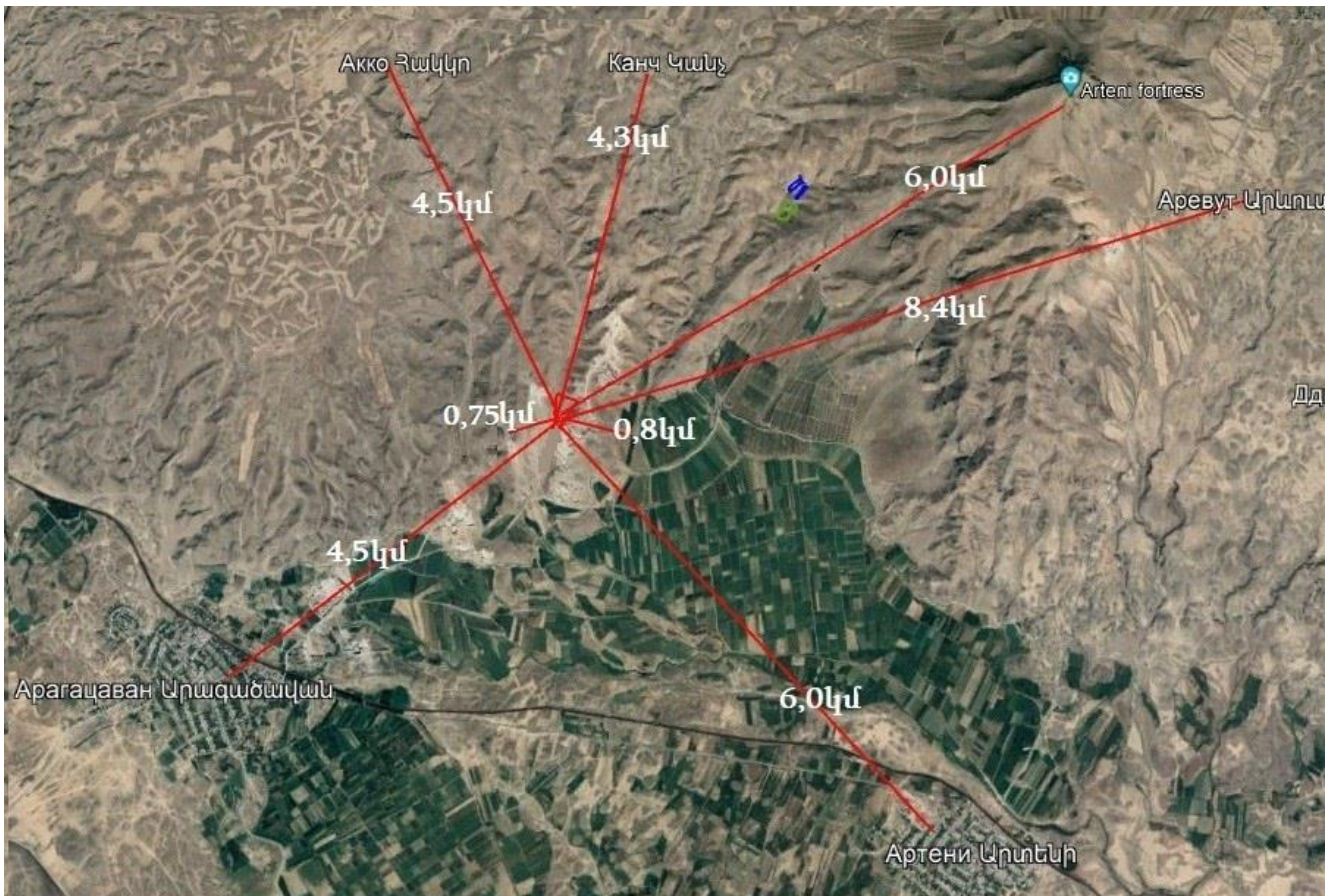 Акко Հակկո
Канч Կանչ
Arteni fortress
4,3կմ
6,0կմ
4,5կմ
Аревут Արևուտ
8,4կմ
Դդ
0,75կմ
0,8կմ
4,5կմ
Арагацаван Արագածավան
6,0կմ
Артени Արտենի